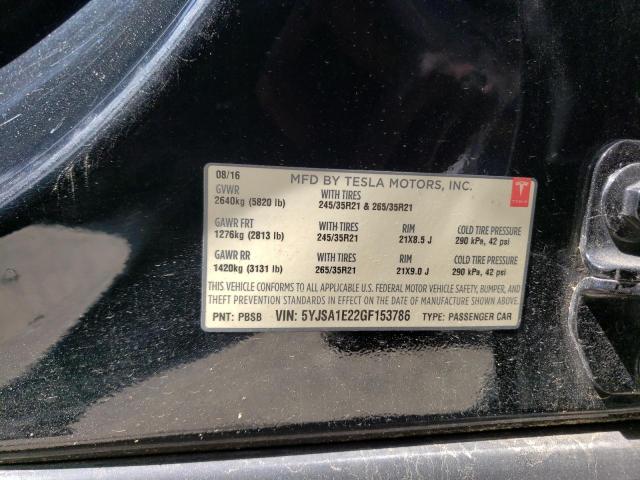 08/16 MFD BY TESLA MOTORS, INC.
GVWR WITH TIRES TESLA
2640kg (5820 lb) 245/35R21 & 265/35R21
GAWR FRT WITH TIRES RIM COLD TIRE PRESSURE
1276kg (2813 lb) 245/35R21 21X8.5 J 290 kPa, 42 psi
GAWR RR WITH TIRES RIM COLD TIRE PRESSURE
1420kg (3131 lb) 265/35R21 21X9.0 J 290 kPa, 42 psi
THIS VEHICLE CONFORMS TO ALL APPLICABLE U.S. FEDERAL MOTOR VEHICLE SAFETY, BUMPER, AND
THEFT PREVENTION STANDARDS IN EFFECT ON THE DATE OF MANUFACTURE SHOWN ABOVE.
PNT: PBSB VIN: 5YJSA1E22GF153786 TYPE: PASSENGER CAR